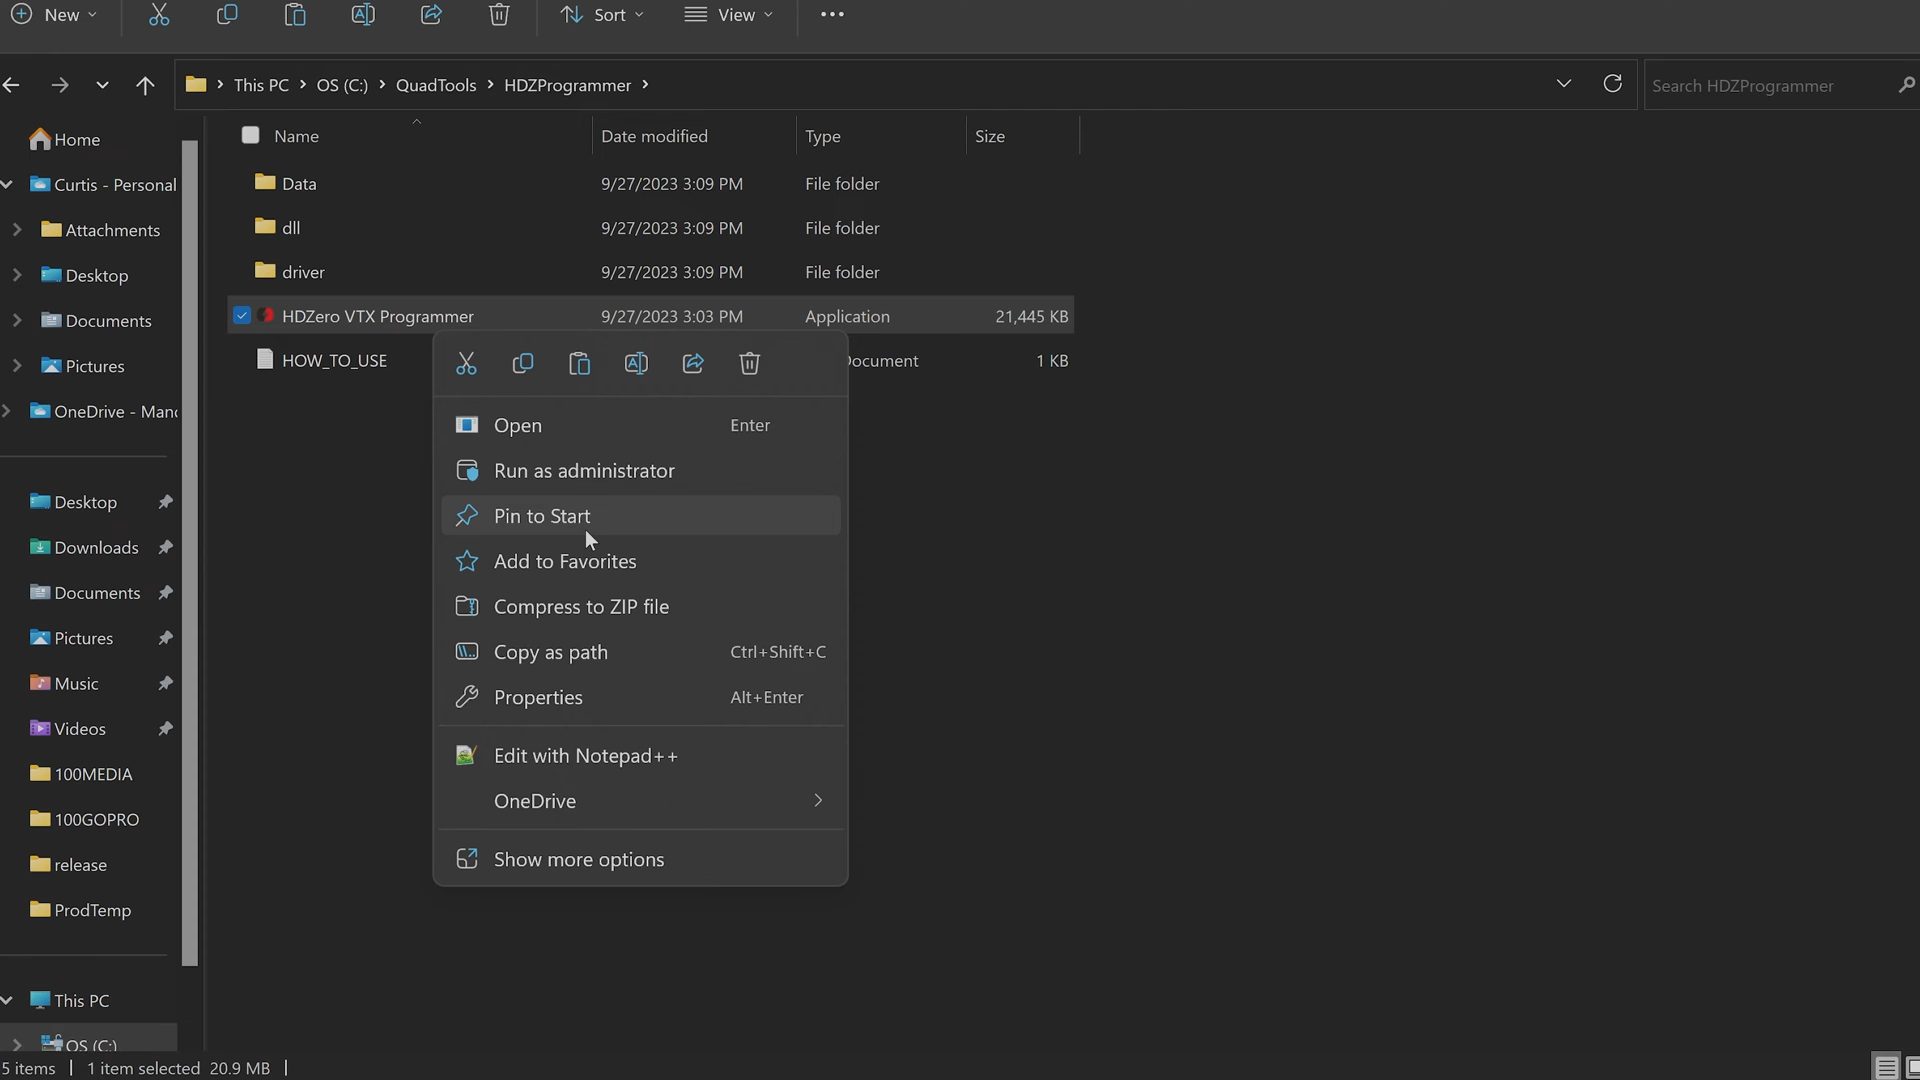 New
Sort
View
This PC > OS (C:) > QuadTools > HDZProgrammer >
Search HDZProgrammer
Name
Date modified
Type
Size
Data 9/27/2023 3:09 PM File folder
dll 9/27/2023 3:09 PM File folder
driver 9/27/2023 3:09 PM File folder
HDZero VTX Programmer 9/27/2023 3:03 PM Application 21,445 KB
HOW_TO_USE ocument 1 KB
Home
Curtis - Personal
Attachments
Desktop
Documents
Pictures
OneDrive - Man
Desktop
Downloads
Documents
Pictures
Music
Videos
100MEDIA
100GOPRO
release
ProdTemp
This PC
OS (C:)
Open Enter
Run as administrator
Pin to Start
Add to Favorites
Compress to ZIP file
Copy as path Ctrl+Shift+C
Properties Alt+Enter
Edit with Notepad++
OneDrive
Show more options
5 items | 1 item selected 20.9 MB |